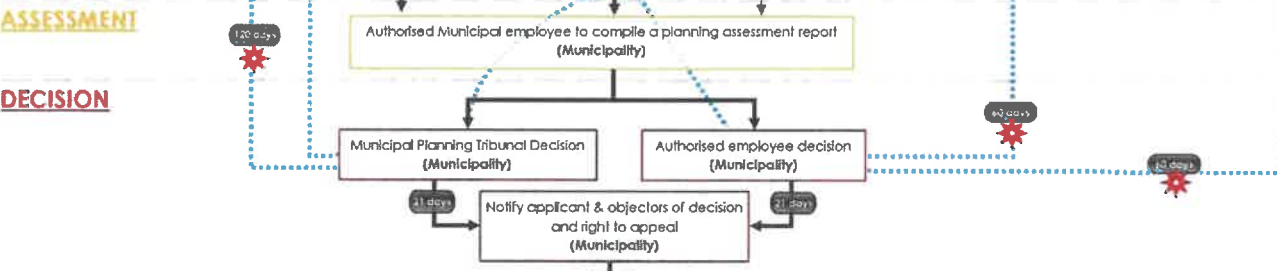 ASSESSMENT
120 days
Authorised Municipal employee to compile a planning assessment report
(Municipality)
DECISION
60 days
Municipal Planning Tribunal Decision
(Municipality)
Authorised employee decision
(Municipality)
days
21 days
21 days
Notify applicant & objectors of decision
and right to appeal
(Municipality)